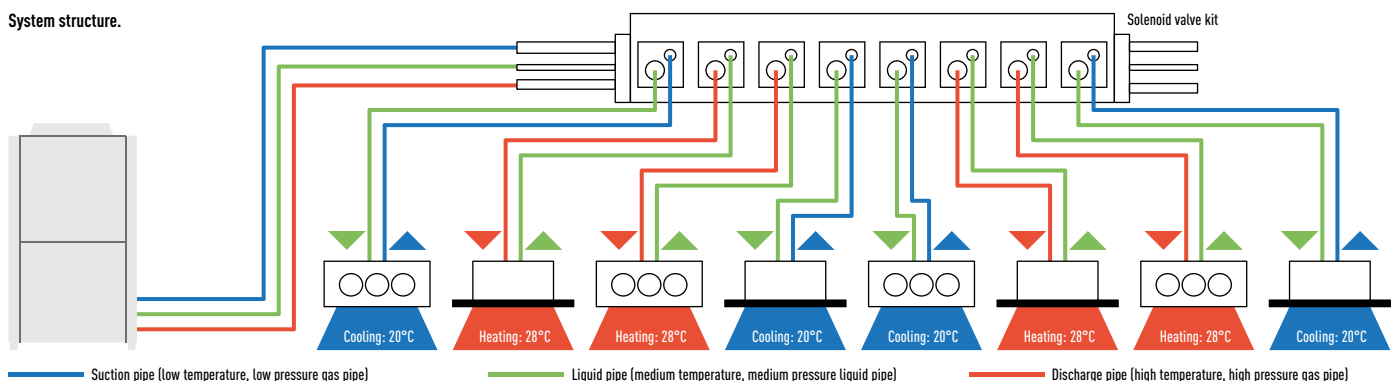 System structure.
Solenoid valve kit
Cooling: 20°C
Heating: 28°C
Heating: 28°C
Cooling: 20°C
Cooling: 20°C
Heating: 28°C
Heating: 28°C
Cooling: 20°C
Suction pipe (low temperature, low pressure gas pipe)
Liquid pipe (medium temperature, medium pressure liquid pipe)
Discharge pipe (high temperature, high pressure gas pipe)